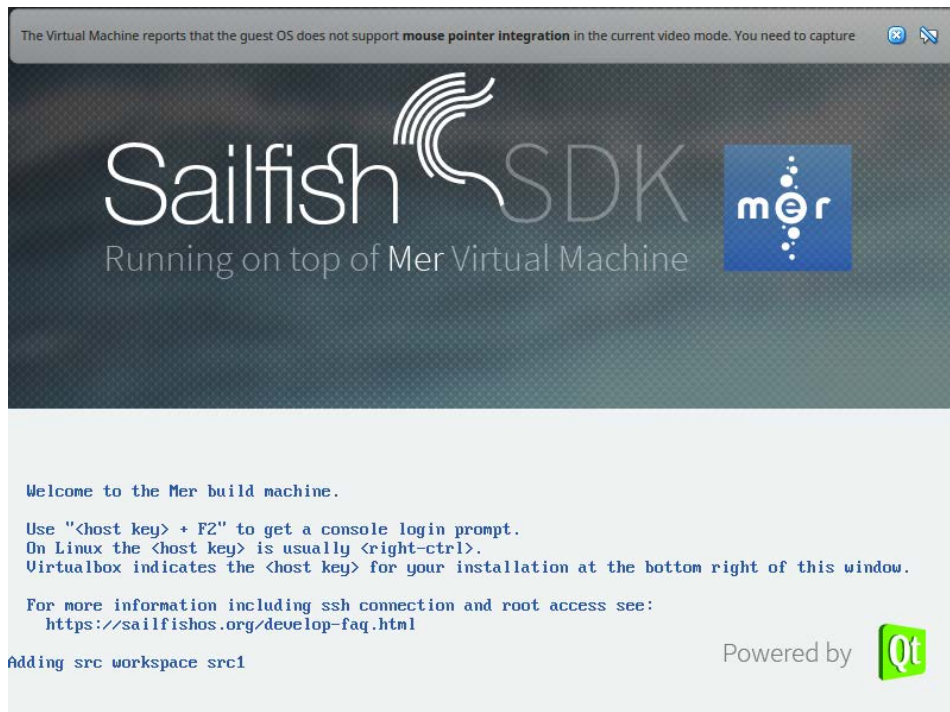 The Virtual Machine reports that the guest OS does not support mouse pointer integration in the current video mode. You need to capture
Sailfish SDK
mer
Running on top of Mer Virtual Machine
Welcome to the Mer build machine.
Use "<host key> + F2" to get a console login prompt.
On Linux the <host key> is usually <right-ctrl>.
Virtualbox indicates the <host key> for your installation at the bottom right of this window.
For more information including ssh connection and root access see:
https://sailfishos.org/develop-faq.html
Powered by Qt
Adding src workspace src1